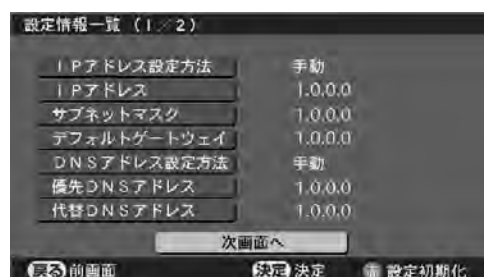 設定情報一覧（１／２）
ＩＰアドレス設定方法 手動
ＩＰアドレス 1.0.0.0
サブネットマスク 1.0.0.0
デフォルトゲートウェイ 1.0.0.0
ＤＮＳアドレス設定方法 手動
優先ＤＮＳアドレス 1.0.0.0
代替ＤＮＳアドレス 1.0.0.0
次画面へ
戻る 前画面 決定 決定 青 設定初期化